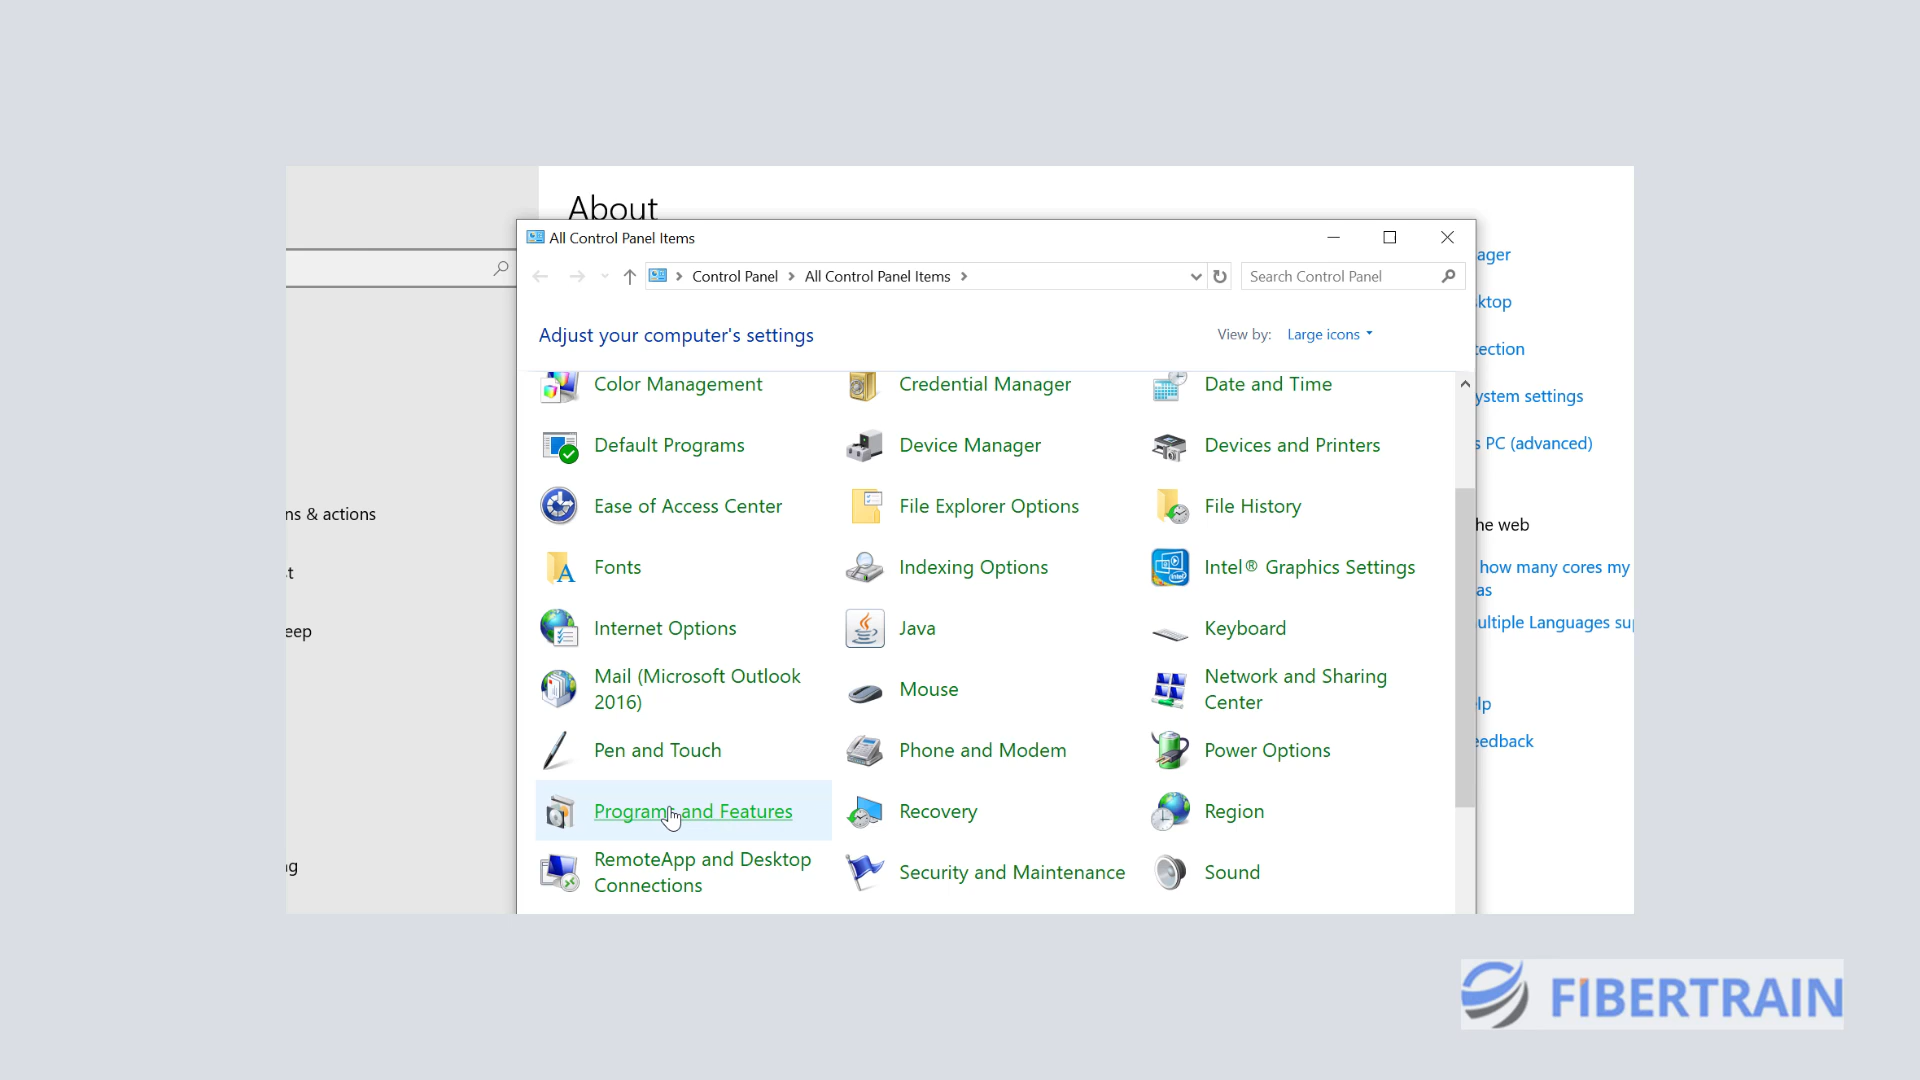 About
All Control Panel Items
Control Panel > All Control Panel Items >
Search Control Panel
Adjust your computer's settings
View by: Large icons
Color Management
Credential Manager
Date and Time
Default Programs
Device Manager
Devices and Printers
Ease of Access Center
File Explorer Options
File History
Fonts
Indexing Options
Intel® Graphics Settings
Internet Options
Java
Keyboard
Mail (Microsoft Outlook
2016)
Mouse
Network and Sharing
Center
Pen and Touch
Phone and Modem
Power Options
Programs and Features
Recovery
Region
RemoteApp and Desktop
Connections
Security and Maintenance
Sound
ns & actions
t
eep
ng
ager
ktop
tection
ystem settings
s PC (advanced)
he web
how many cores my
as
ultiple Languages su
lp
eedback
FIBERTRAIN